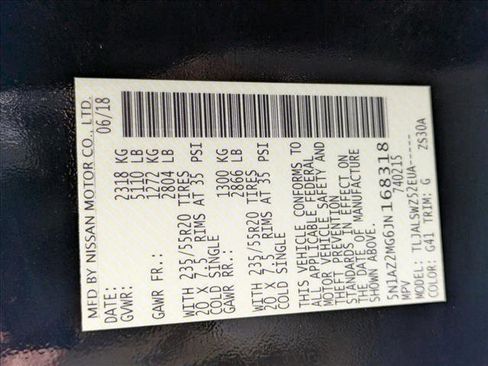 MFD BY NISSAN MOTOR CO., LTD.
DATE: 06/18
GVWR: 2318 KG
5110 LB
GAWR FR.: 1272 KG
2804 LB
WITH 235/55R20 TIRES
20 X 7.5 RIMS AT 35 PSI
COLD SINGLE
GAWR RR.: 1300 KG
2866 LB
WITH 235/55R20 TIRES
20 X 7.5 RIMS AT 35 PSI
COLD SINGLE
THIS VEHICLE CONFORMS TO
ALL APPLICABLE FEDERAL
MOTOR VEHICLE SAFETY AND
THEFT PREVENTION
STANDARDS IN EFFECT ON
THE DATE OF MANUFACTURE
SHOWN ABOVE.
5N1AZ2MG6JN168318
MPV 740215
MODEL: TLJALSWZ52EUA-----
COLOR: G41 TRIM: G ZS30A